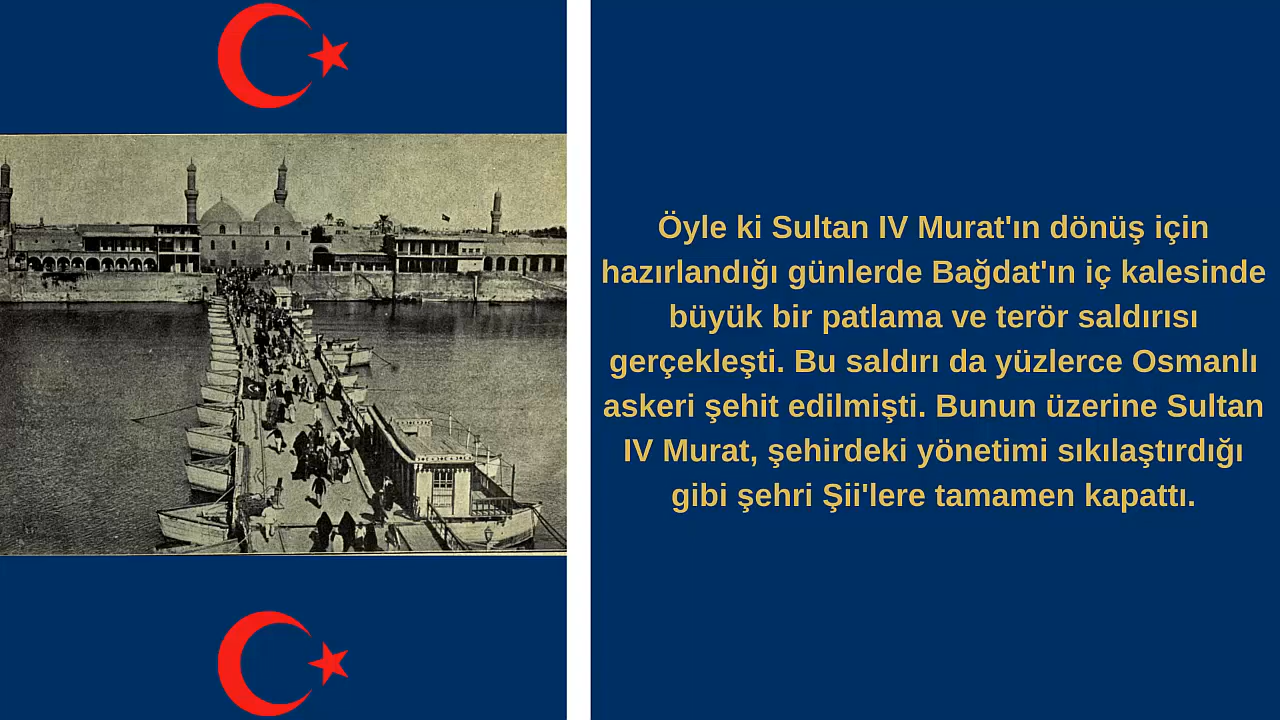 Öyle ki Sultan IV Murat'ın dönüş için
hazırlandığı günlerde Bağdat'ın iç kalesinde
büyük bir patlama ve terör saldırısı
gerçekleşti. Bu saldırı da yüzlerce Osmanlı
askeri şehit edilmişti. Bunun üzerine Sultan
IV Murat, şehirdeki yönetimi sıkılaştırdığı
gibi şehri Şii'lere tamamen kapattı.